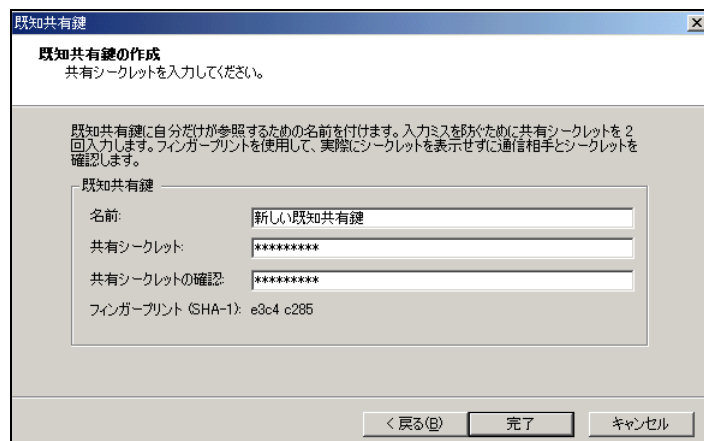 既知共有鍵
既知共有鍵の作成
共有シークレットを入力してください。
既知共有鍵に自分だけが参照するための名前を付けます。入力ミスを防ぐために共有シークレットを 2
回入力します。フィンガープリントを使用して、実際にシークレットを表示せずに通信相手とシークレットを
確認します。
既知共有鍵
名前:
新しい既知共有鍵
共有シークレット:
*********
共有シークレットの確認:
*********
フィンガープリント (SHA-1): e3c4 c285
< 戻る(B)
完了
キャンセル